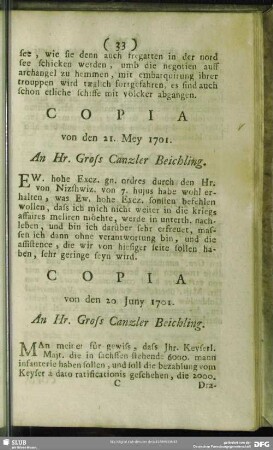 ( 33 )
see, wie sie denn auch fregatten in der nord
see schicken werden, umb die negotien auff
archangel zu hemmen, mit embarquirung ihrer
trouppen wird täglich fortgefahren, es sind auch
schon etliche schiffe mit völcker abgangen.
COPIA
von den 21. Mey 1701.
An Hr. Gross Canzler Beichling.
EW. hohe Excz. gn. ordres durch den Hr.
von Nizshwiz. von 7. hujus habe wohl er-
halten, was Ew. hohe Excz. sonsten befehlen
wollen, dass ich mich nicht weiter in die kriegs
affaires meliren möchte, werde in unterth. nach-
leben, und bin ich darüber sehr erfreuet, mas-
sen ich dann ohne verantwortung bin, und die
assistence, die wir von hiesiger seite sollen ha-
ben, sehr geringe seyn wird.
COPIA
von den 20 Juny 1701.
An Hr. Gross Canzler Beichling.
MAn meinet für gewiss, dass Jhr. Keyserl.
Majt. die in sachssen stehende 6000. mann
infanterie haben sollen, und soll die bezahlung vom
Keyser à dato ratificationis geschehen, die 2000.
C Dra-
SLUB
DFG